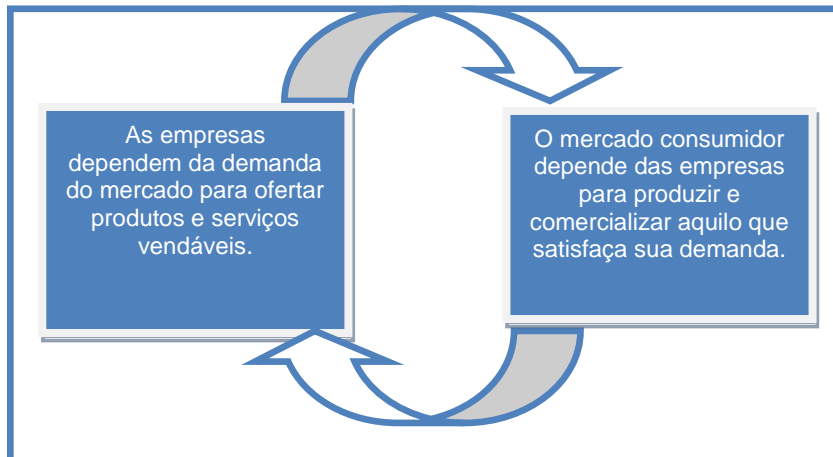 As empresas
dependem da demanda
do mercado para ofertar
produtos e serviços
vendáveis.
O mercado consumidor
depende das empresas
para produzir e
comercializar aquilo que
satisfaça sua demanda.